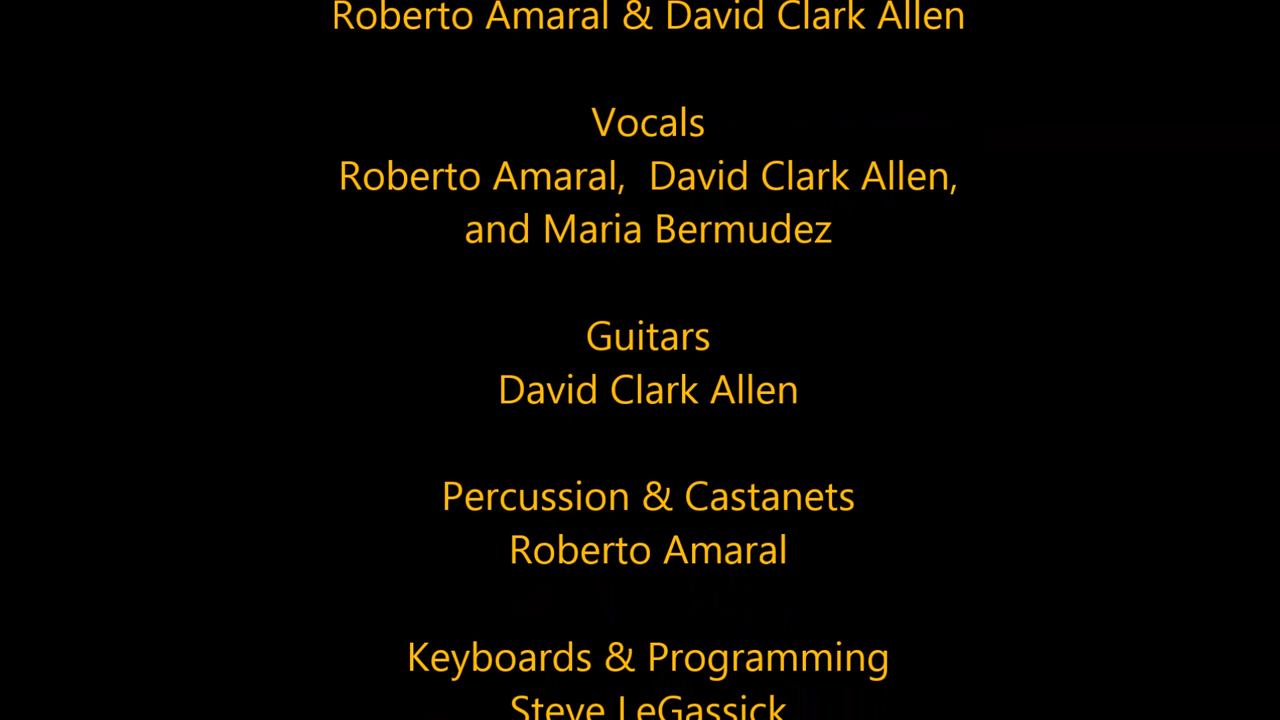 Roberto Amaral & David Clark Allen
Vocals
Roberto Amaral,  David Clark Allen,
and Maria Bermudez
Guitars
David Clark Allen
Percussion & Castanets
Roberto Amaral
Keyboards & Programming
Steve LeGassick